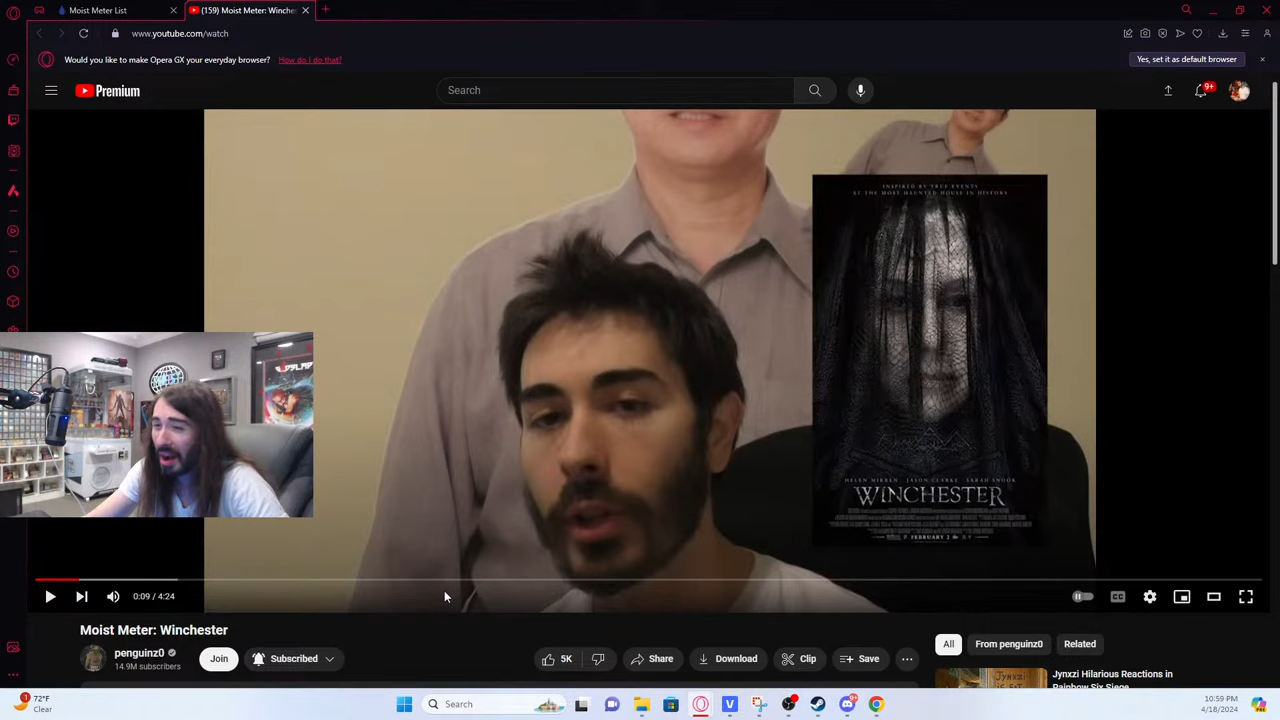 Moist Meter List
(159) Moist Meter: Winches
www.youtube.com/watch
Would you like to make Opera GX your everyday browser?
How do I do that?
Yes, set it as default browser
Premium
Search
9+
INSPIRED BY TRUE EVENTS
AT THE MOST HAUNTED HOUSE IN HISTORY
HELEN MIRREN JASON CLARKE SARAH SNOOK
WINCHESTER
FEBRUARY 2
0:09 / 4:24
CC
Moist Meter: Winchester
penguinz0
14.9M subscribers
Join
Subscribed
5K
Share
Download
Clip
Save
All
From penguinz0
Related
Jynxzi Hilarious Reactions in
Rainbow Six Siege
1
72°F
Clear
Search
9+
10:59 PM
4/18/2024